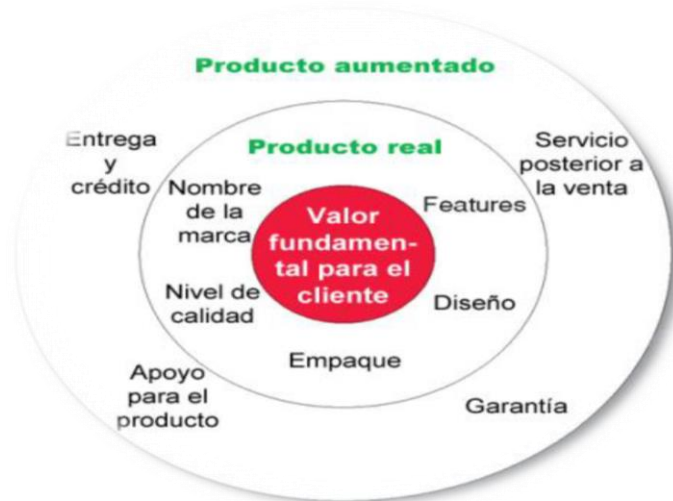 Producto aumentado
Entrega
y
crédito
Servicio
posterior a
la venta
Producto real
Nombre
de la
marca
Features
Valor
fundamen-
tal para el
cliente
Nivel de
calidad
Diseño
Empaque
Apoyo
para el
producto
Garantía